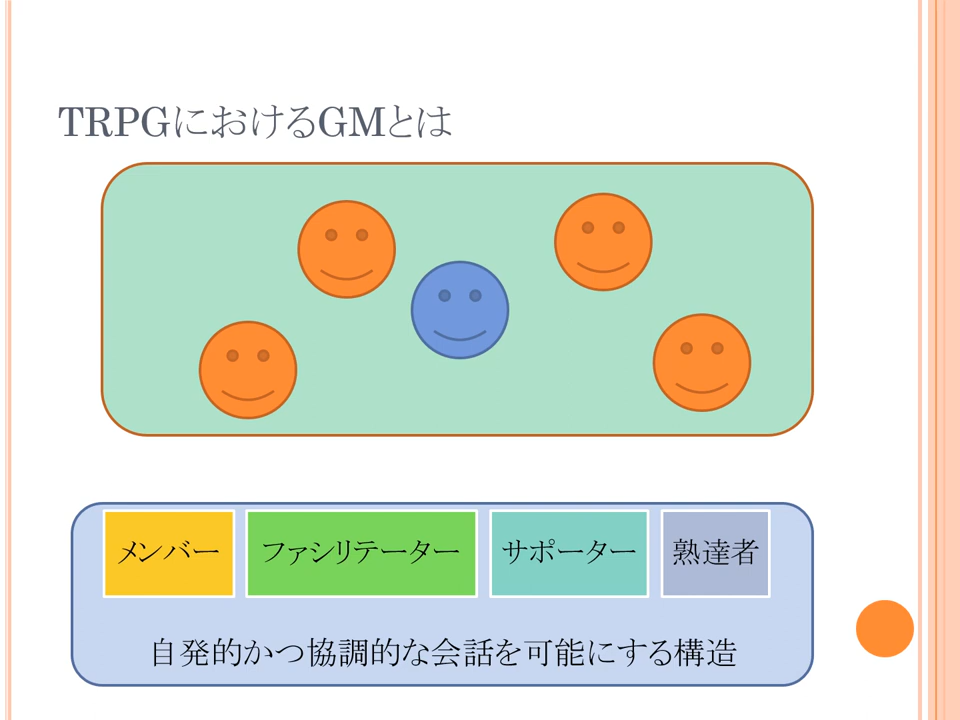 TRPGにおけるGMとは
メンバー
ファシリテーター
サポーター
熟達者
自発的かつ協調的な会話を可能にする構造